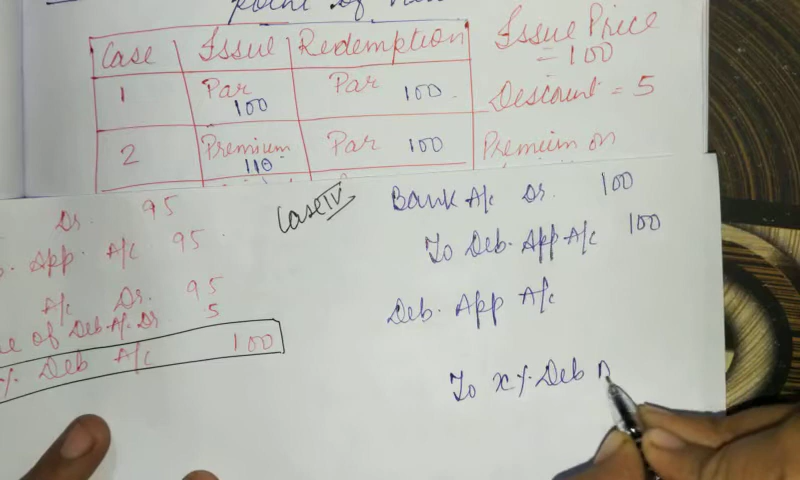 point of
Case Issue Redemption
1 Par 100 Par 100
2 Premium 110 Par 100
Issue Price
= 100
Discount = 5
Premium on
Dr. 95
App. A/c 95
A/c Dr. 95
of Deb. A/c Dr 5
% Deb A/c 100
Case IV
Bank A/c Dr. 100
To Deb. App A/c 100
Deb. App A/c
To x% Deb